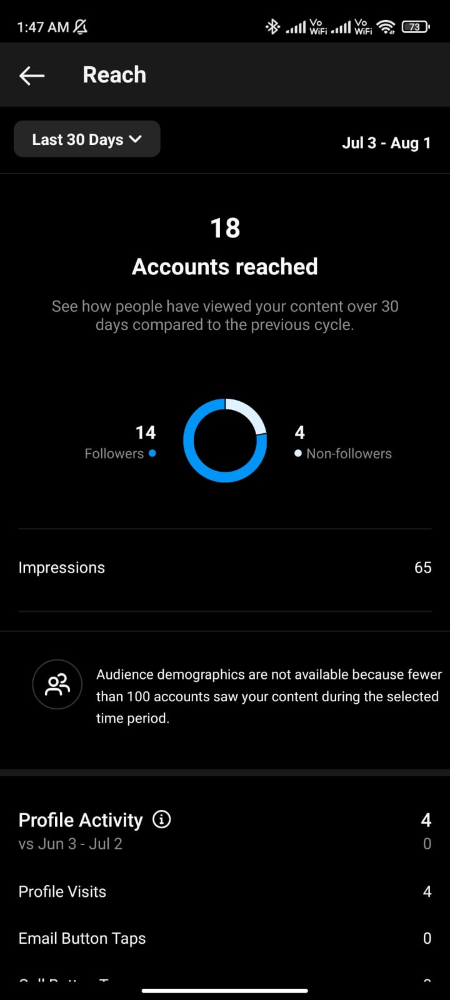 1:47 AM
Vo WiFi
Vo WiFi
73
Reach
Last 30 Days
Jul 3 - Aug 1
18
Accounts reached
See how people have viewed your content over 30
days compared to the previous cycle.
14
Followers
4
Non-followers
Impressions 65
Audience demographics are not available because fewer
than 100 accounts saw your content during the selected
time period.
Profile Activity 4
vs Jun 3 - Jul 2 0
Profile Visits 4
Email Button Taps 0